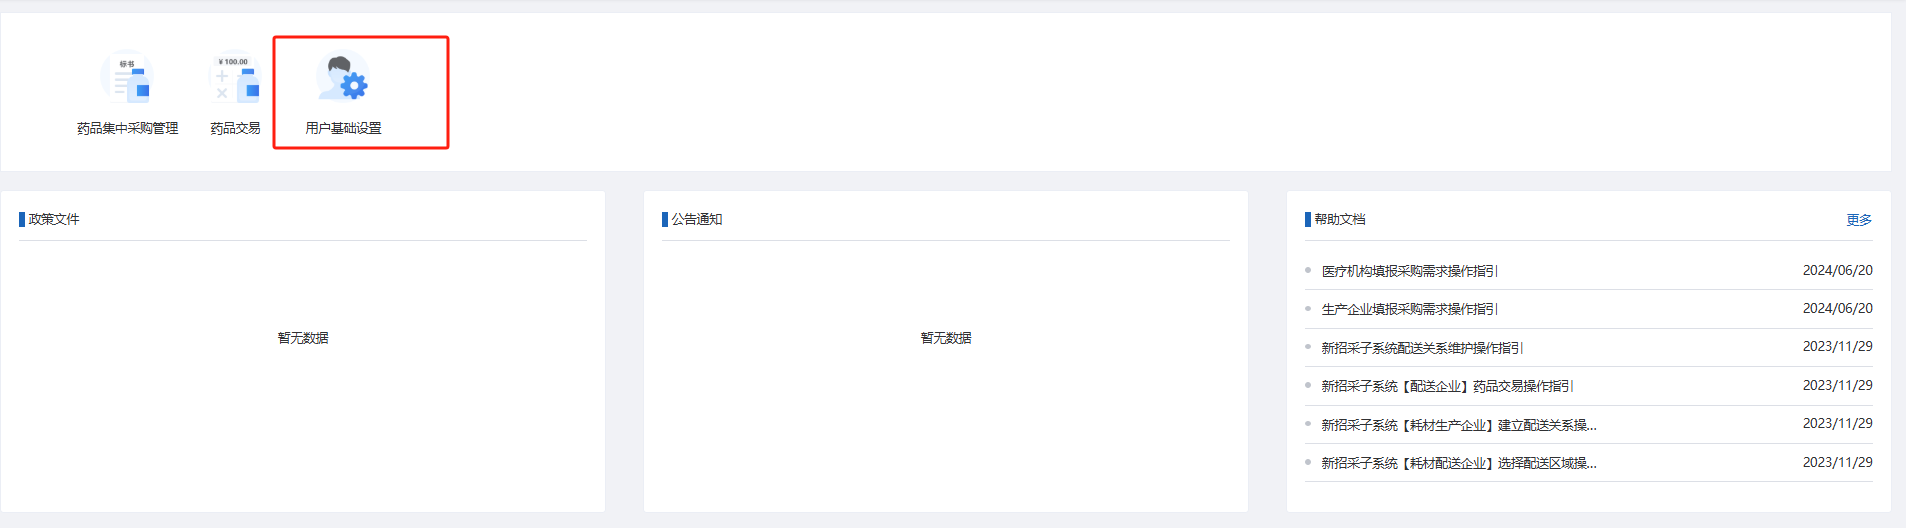 标书
¥ 100.00
药品集中采购管理
药品交易
用户基础设置
政策文件
暂无数据
公告通知
暂无数据
帮助文档
更多
医疗机构填报采购需求操作指引 2024/06/20
生产企业填报采购需求操作指引 2024/06/20
新招采子系统配送关系维护操作指引 2023/11/29
新招采子系统【配送企业】药品交易操作指引 2023/11/29
新招采子系统【耗材生产企业】建立配送关系操... 2023/11/29
新招采子系统【耗材配送企业】选择配送区域操... 2023/11/29